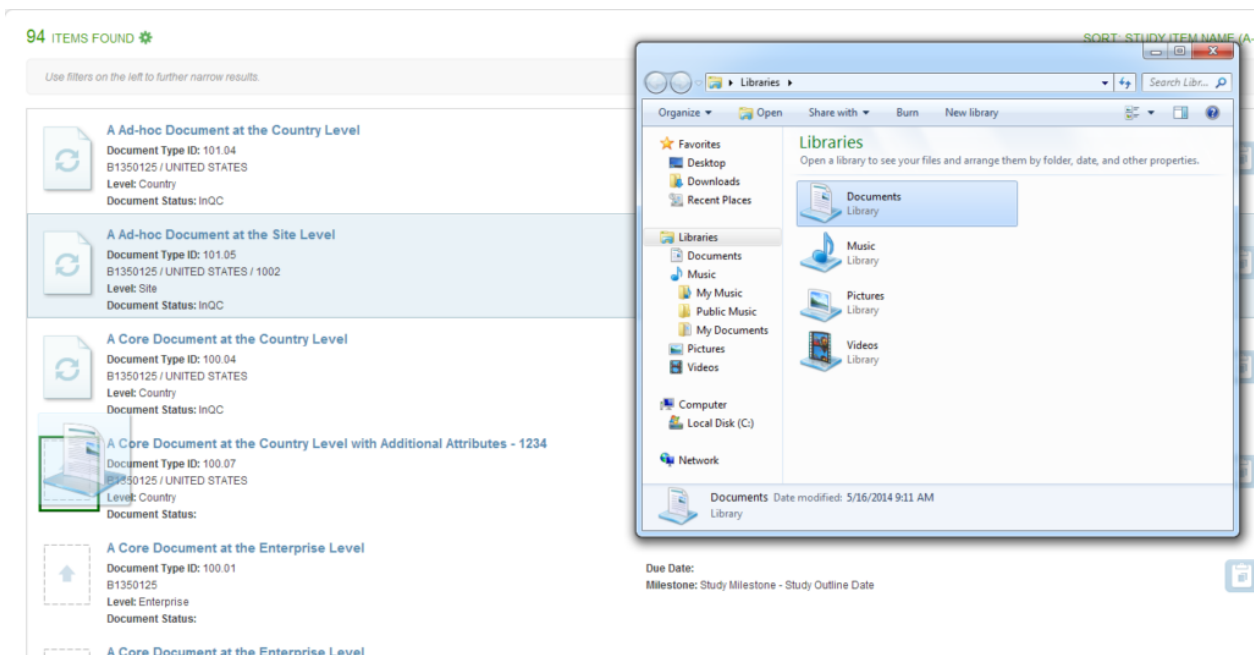 94 ITEMS FOUND
SORT: STUDY ITEM NAME (A-
Use filters on the left to further narrow results.
A Ad-hoc Document at the Country Level
Document Type ID: 101.04
B1350125 / UNITED STATES
Level: Country
Document Status: InQC
A Ad-hoc Document at the Site Level
Document Type ID: 101.05
B1350125 / UNITED STATES / 1002
Level: Site
Document Status: InQC
A Core Document at the Country Level
Document Type ID: 100.04
B1350125 / UNITED STATES
Level: Country
Document Status: InQC
A Core Document at the Country Level with Additional Attributes - 1234
Document Type ID: 100.07
B1350125 / UNITED STATES
Level: Country
Document Status:
A Core Document at the Enterprise Level
Document Type ID: 100.01
B1350125
Level: Enterprise
Document Status:
Due Date:
Milestone: Study Milestone - Study Outline Date
A Core Document at the Enterprise Level
Libraries
Search Libr...
Organize
Open
Share with
Burn
New library
Favorites
Desktop
Downloads
Recent Places
Libraries
Documents
Music
My Music
Public Music
My Documents
Pictures
Videos
Computer
Local Disk (C:)
Network
Libraries
Open a library to see your files and arrange them by folder, date, and other properties.
Documents
Library
Music
Library
Pictures
Library
Videos
Library
Documents Date modified: 5/16/2014 9:11 AM
Library